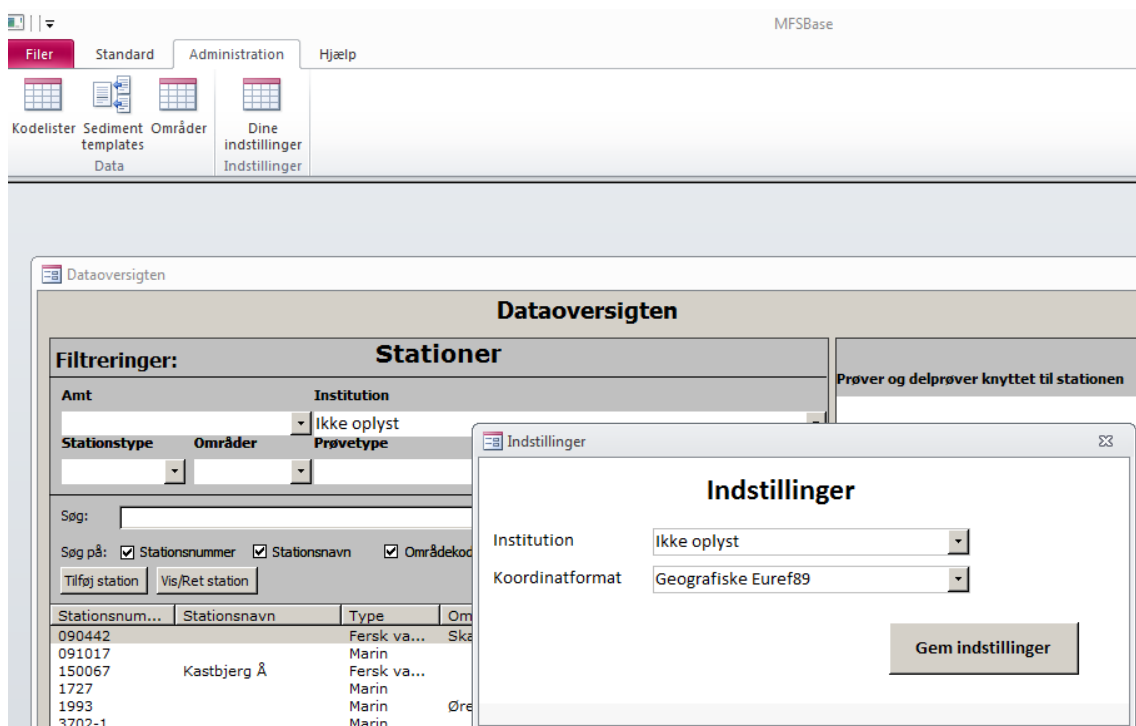 MFSBase
Filer Standard Administration Hjælp
Kodelister Sediment templates Områder Dine indstillinger
Data Indstillinger
Dataoversigten
Dataoversigten
Filtreringer: Stationer
Prøver og delprøver knyttet til stationen
Amt Institution
Ikke oplyst
Stationstype Områder Prøvetype
Søg:
Søg på: Stationsnummer Stationsnavn
Tilføj station Vis/Ret station
Stationsnum... Stationsnavn Type
090442 Fersk va...
091017 Marin
150067 Kastbjerg Å Fersk va...
1727 Marin
1993 Marin
3702-1 Marin
Indstillinger
Indstillinger
Institution Ikke oplyst
Koordinatformat Geografiske Euref89
Gem indstillinger